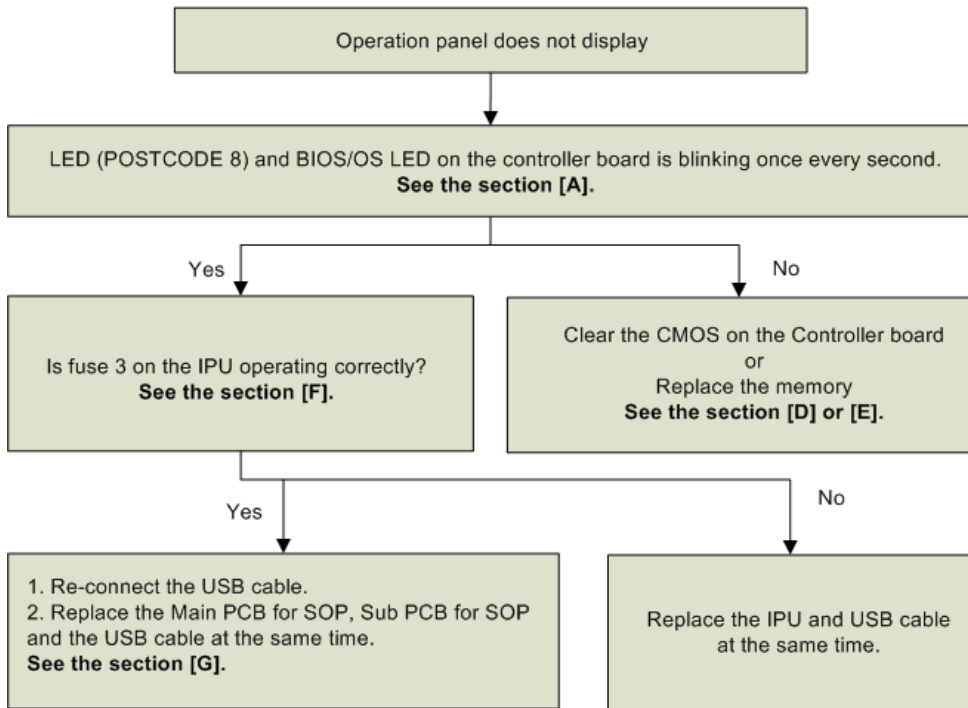 Operation panel does not display
LED (POSTCODE 8) and BIOS/OS LED on the controller board is blinking once every second.
See the section [A].
Yes
No
Is fuse 3 on the IPU operating correctly?
See the section [F].
Clear the CMOS on the Controller board
or
Replace the memory
See the section [D] or [E].
Yes
No
1. Re-connect the USB cable.
2. Replace the Main PCB for SOP, Sub PCB for SOP
and the USB cable at the same time.
See the section [G].
Replace the IPU and USB cable
at the same time.